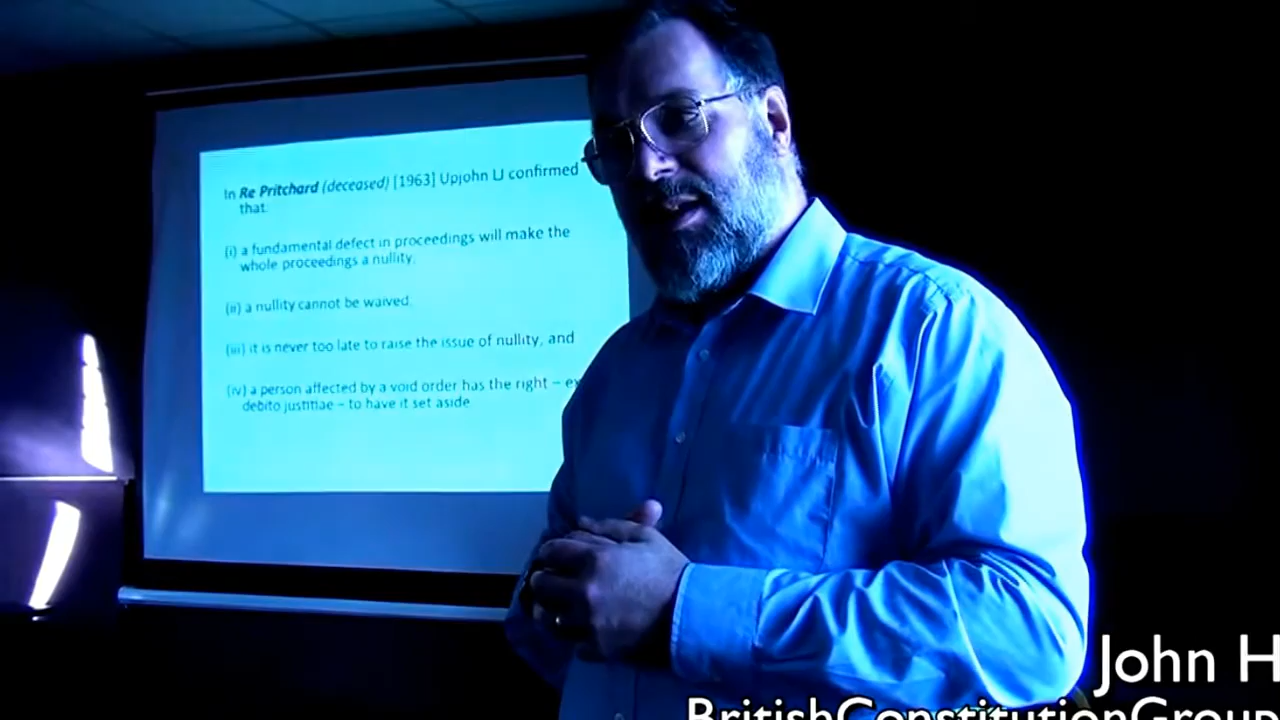 In Re Pritchard (deceased) [1963] Upjohn LJ confirmed
that:
(i) a fundamental defect in proceedings will make the
whole proceedings a nullity.
(ii) a nullity cannot be waived.
(iii) it is never too late to raise the issue of nullity, and
(iv) a person affected by a void order has the right – ex
debito justitiae – to have it set aside
John H
BritishConstitutionGroup